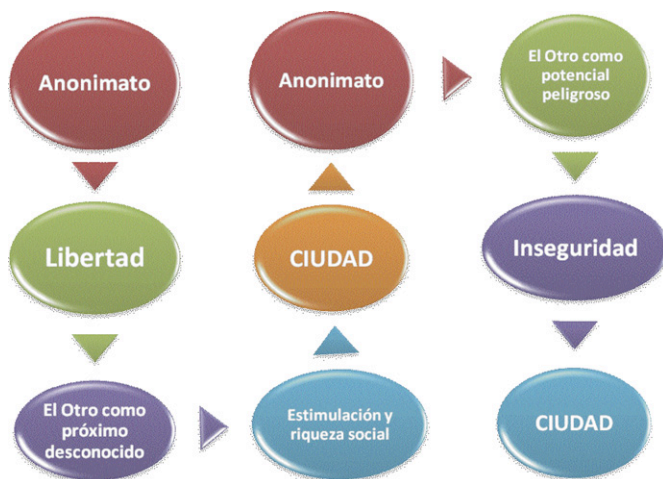 Anonimato
Libertad
El Otro como
próximo
desconocido
Estimulación y
riqueza social
CIUDAD
Anonimato
El Otro como
potencial
peligroso
Inseguridad
CIUDAD